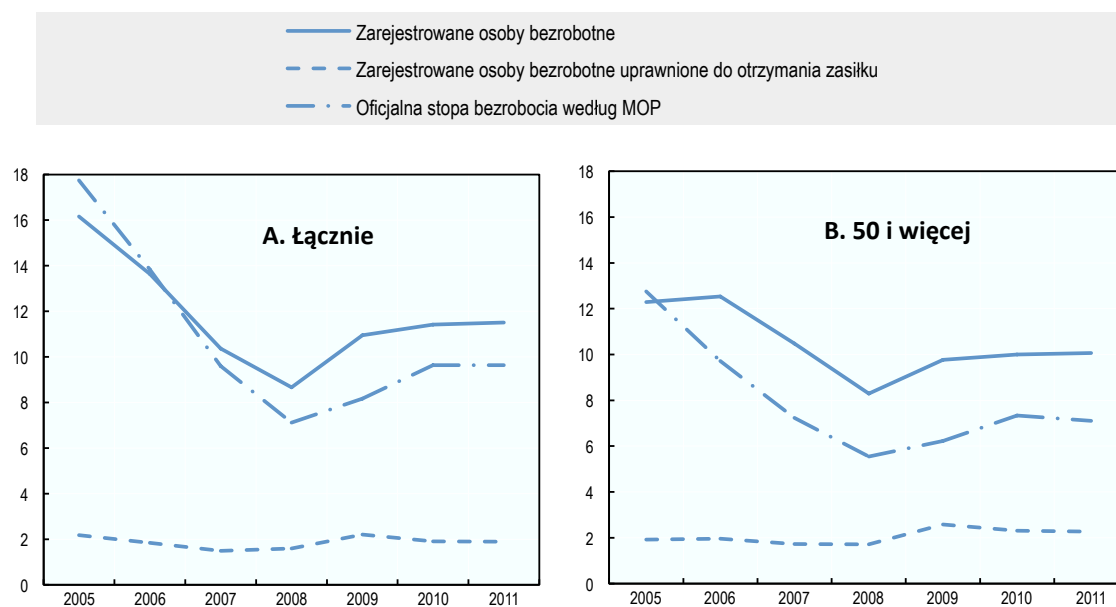 Zarejestrowane osoby bezrobotne
Zarejestrowane osoby bezrobotne uprawnione do otrzymania zasiłku
Oficjalna stopa bezrobocia według MOP
A. Łącznie
18
16
14
12
10
8
6
4
2
0
2005 2006 2007 2008 2009 2010 2011
B. 50 i więcej
18
16
14
12
10
8
6
4
2
0
2005 2006 2007 2008 2009 2010 2011